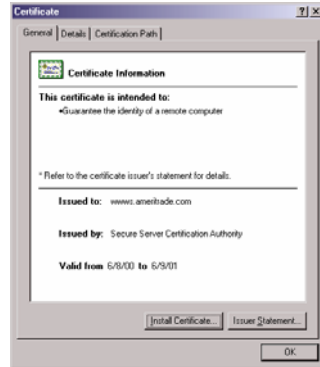 Certificate
General Details Certification Path
Certificate Information
This certificate is intended to:
•Guarantee the identity of a remote computer
* Refer to the certificate issuer's statement for details.
Issued to: wwws.ameritrade.com
Issued by: Secure Server Certification Authority
Valid from 6/8/00 to 6/9/01
Install Certificate... Issuer Statement...
OK